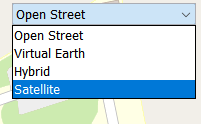 Open Street
Open Street
Virtual Earth
Hybrid
Satellite